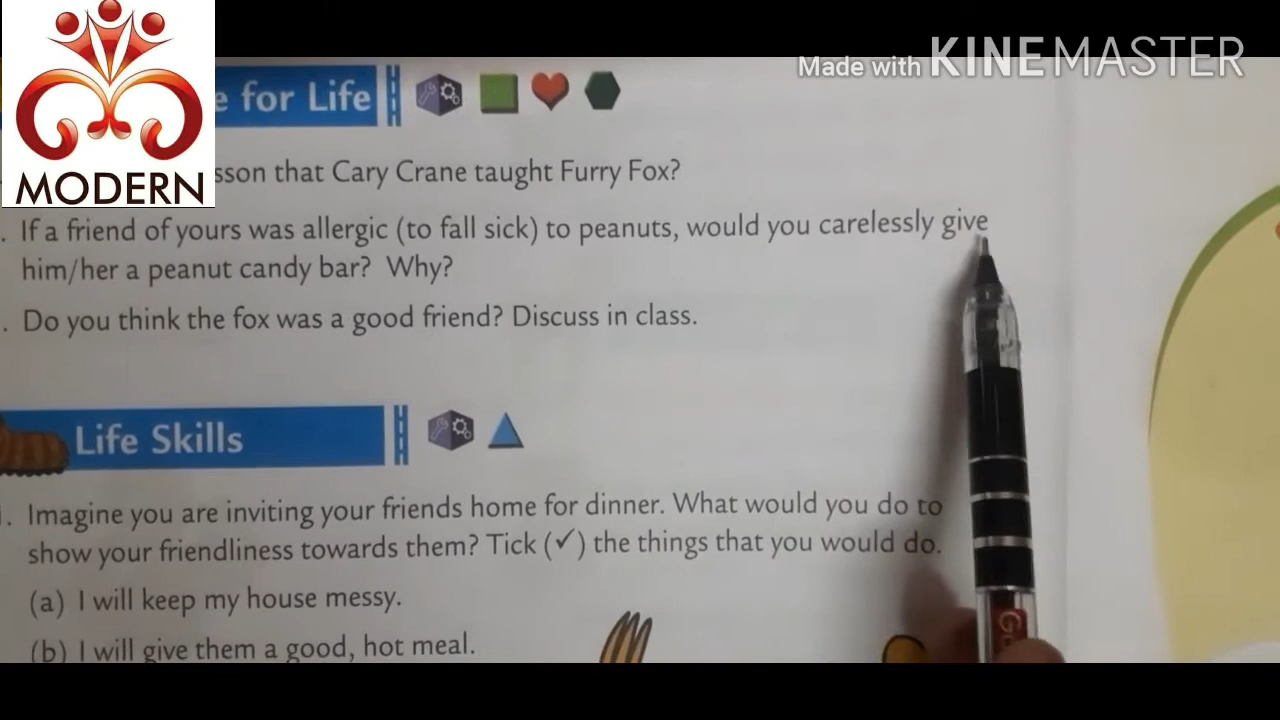 Made with KINEMASTER
MODERN
for Life
that Cary Crane taught Furry Fox?
. If a friend of yours was allergic (to fall sick) to peanuts, would you carelessly give
him/her a peanut candy bar? Why?
. Do you think the fox was a good friend? Discuss in class.
Life Skills
. Imagine you are inviting your friends home for dinner. What would you do to
show your friendliness towards them? Tick (✓) the things that you would do.
(a) I will keep my house messy.
(b) I will give them a good, hot meal.